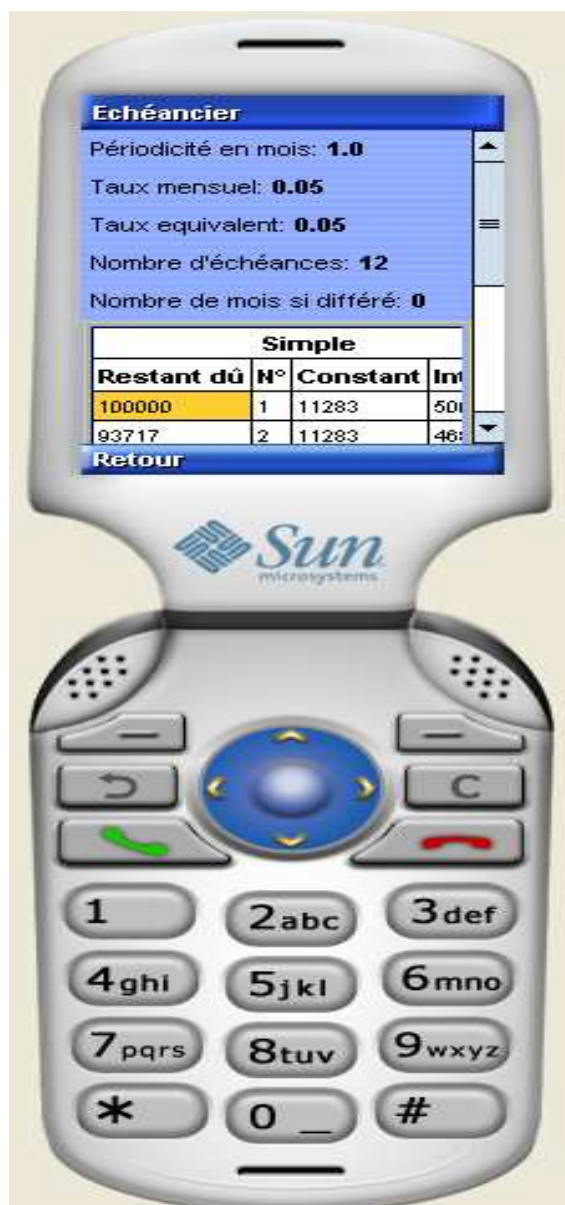 Echéancier
Périodicité en mois: 1.0
Taux mensuel: 0.05
Taux equivalent: 0.05
Nombre d'échéances: 12
Nombre de mois si différé: 0
Simple
Restant dû N° Constant
100000 1 11283
93717 2 11283
Retour
Sun
microsystems
C
1 2abc 3def
4ghi 5jkl 6mno
7pqrs 8tuv 9wxyz
* 0 _ #